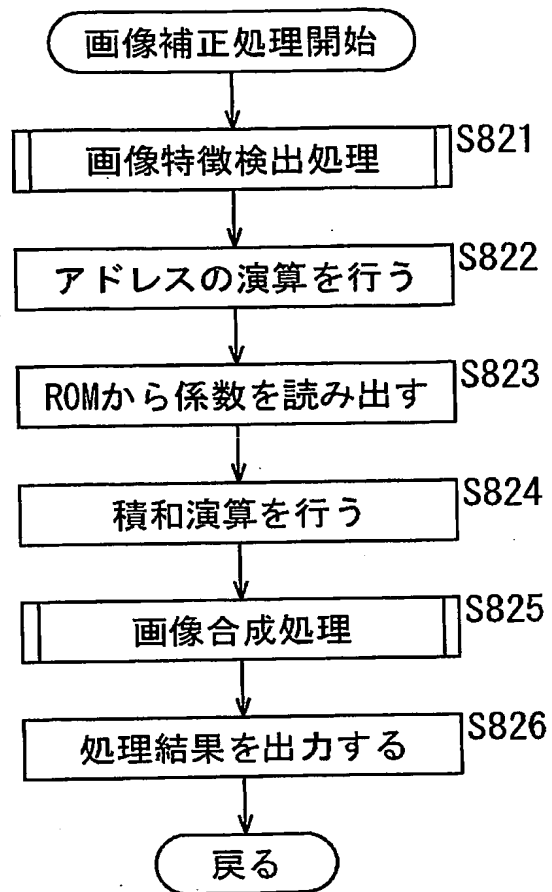 画像補正処理開始
画像特徴検出処理 S821
アドレスの演算を行う S822
ROMから係数を読み出す S823
積和演算を行う S824
画像合成処理 S825
処理結果を出力する S826
戻る